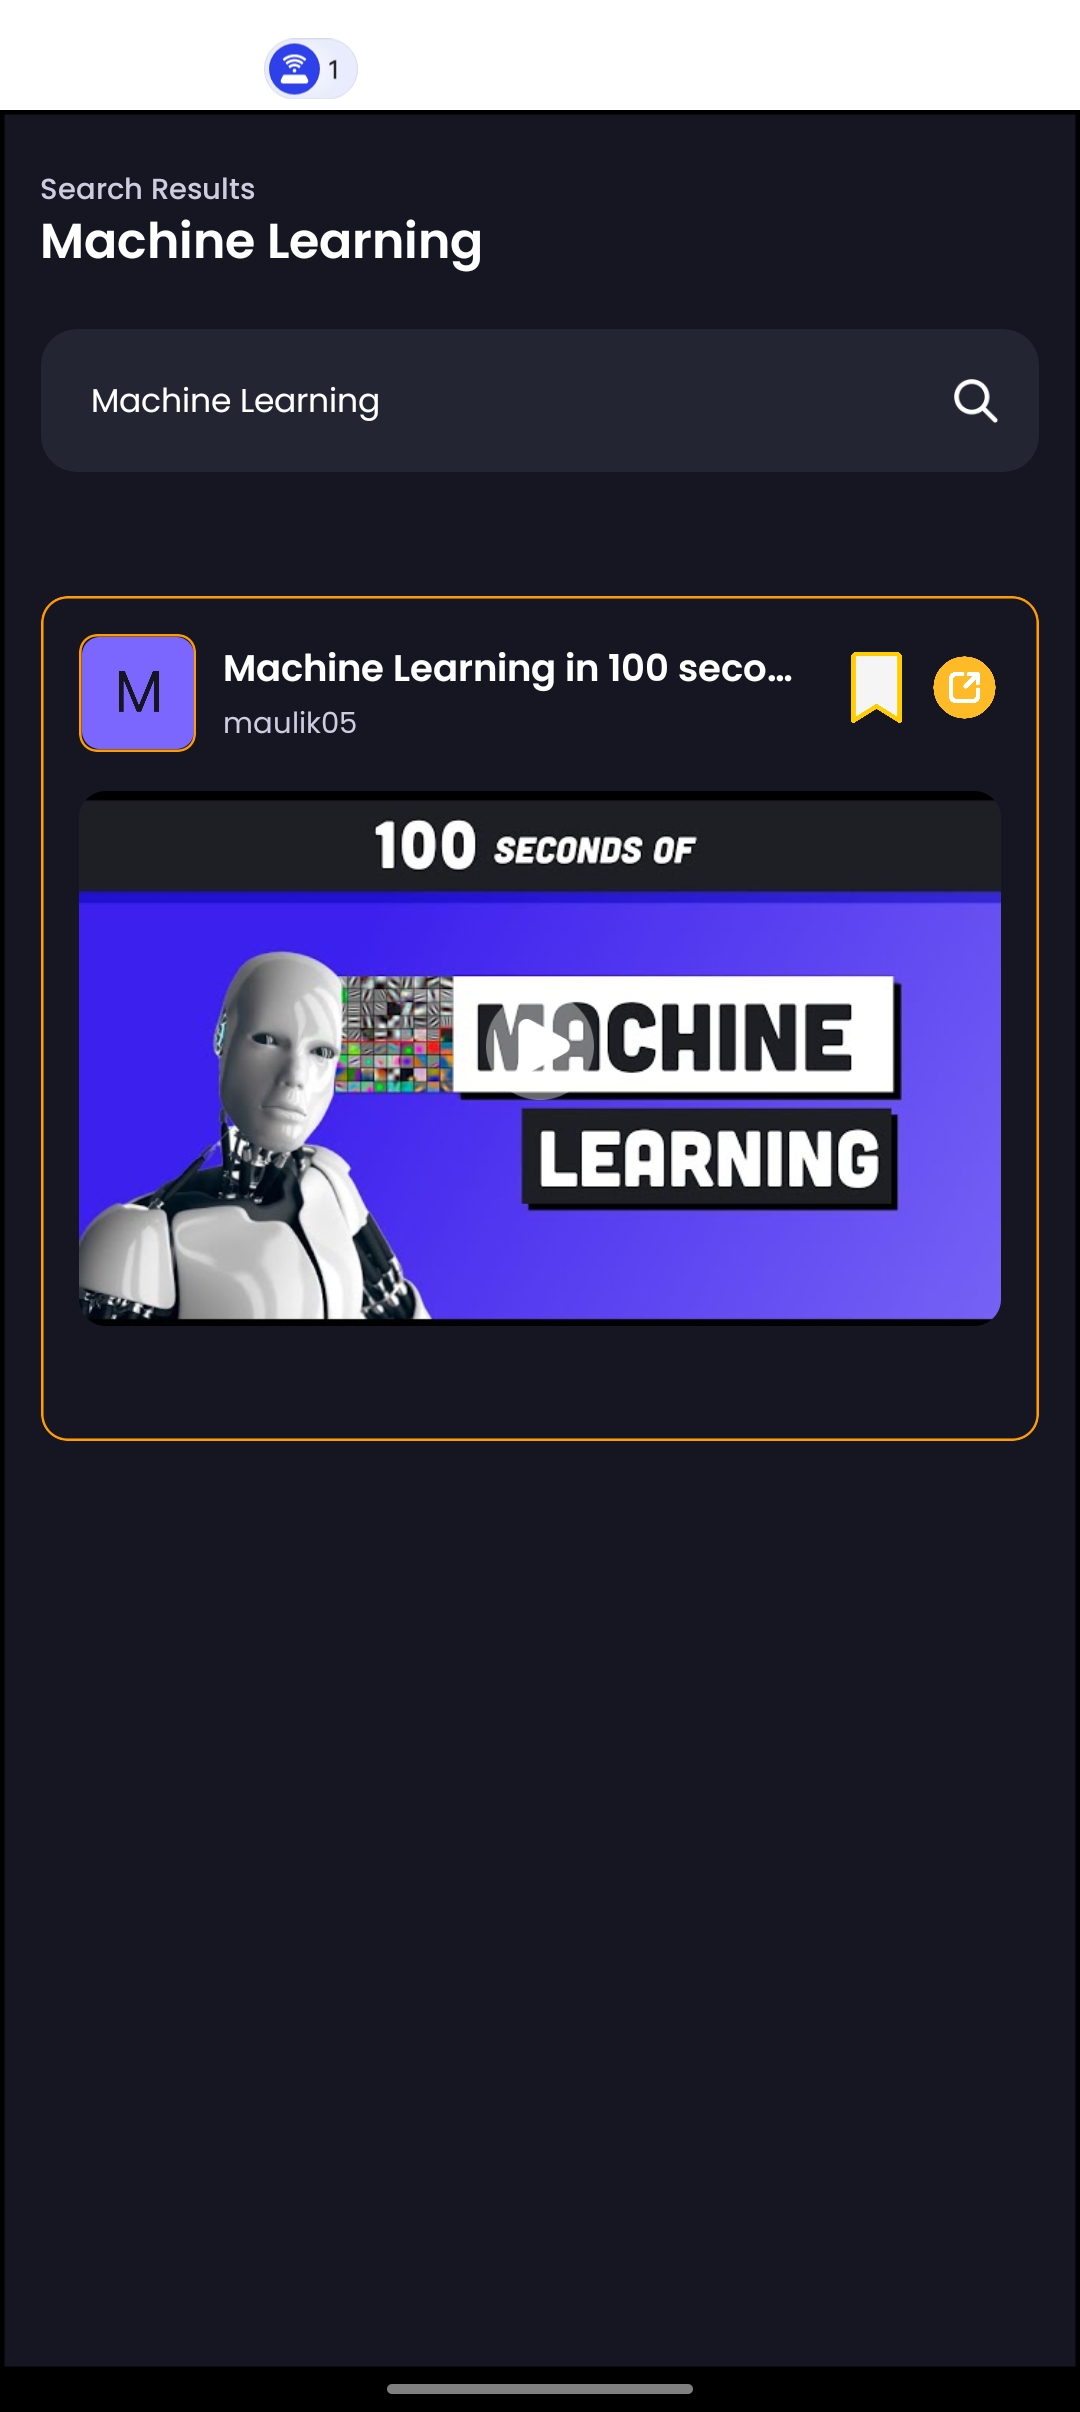 1
Search Results
Machine Learning
Machine Learning
M
Machine Learning in 100 seco...
maulik05
100 SECONDS OF
MACHINE
LEARNING